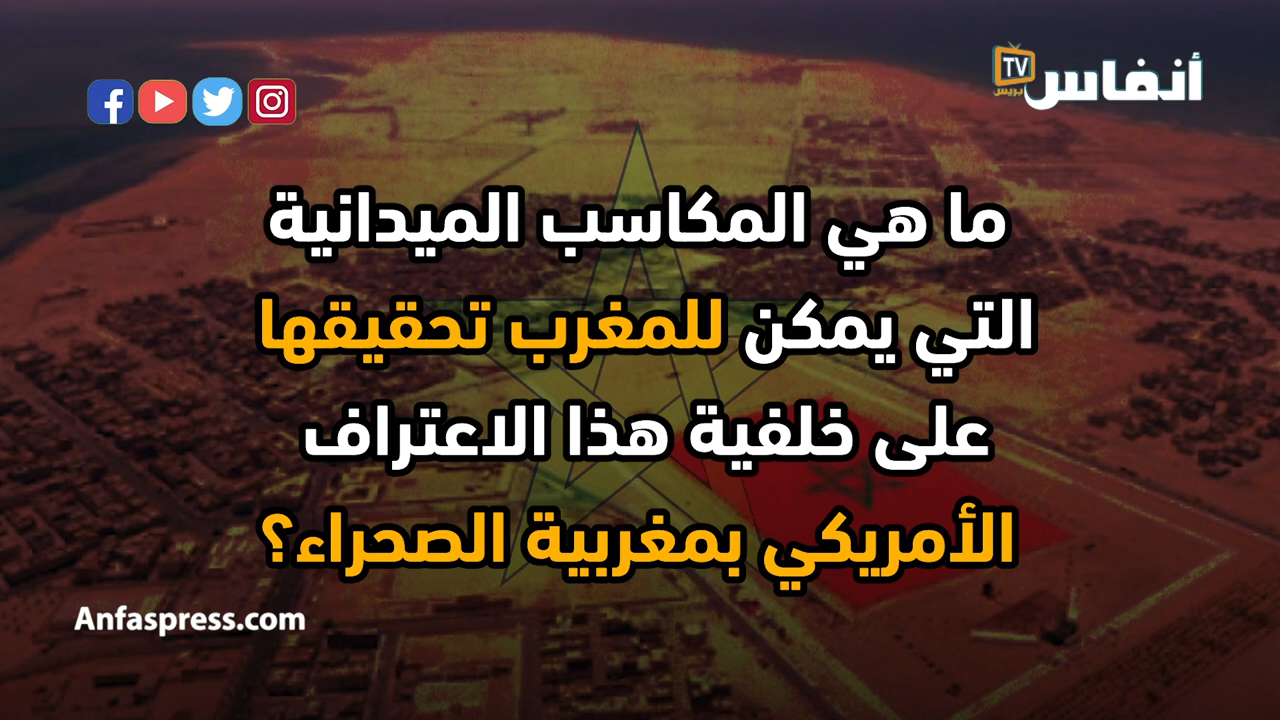 أنفاس
TV
بريس
ما هي المكاسب الميدانية
التي يمكن للمغرب تحقيقها
على خلفية هذا الاعتراف
الأمريكي بمغربية الصحراء؟
Anfaspress.com